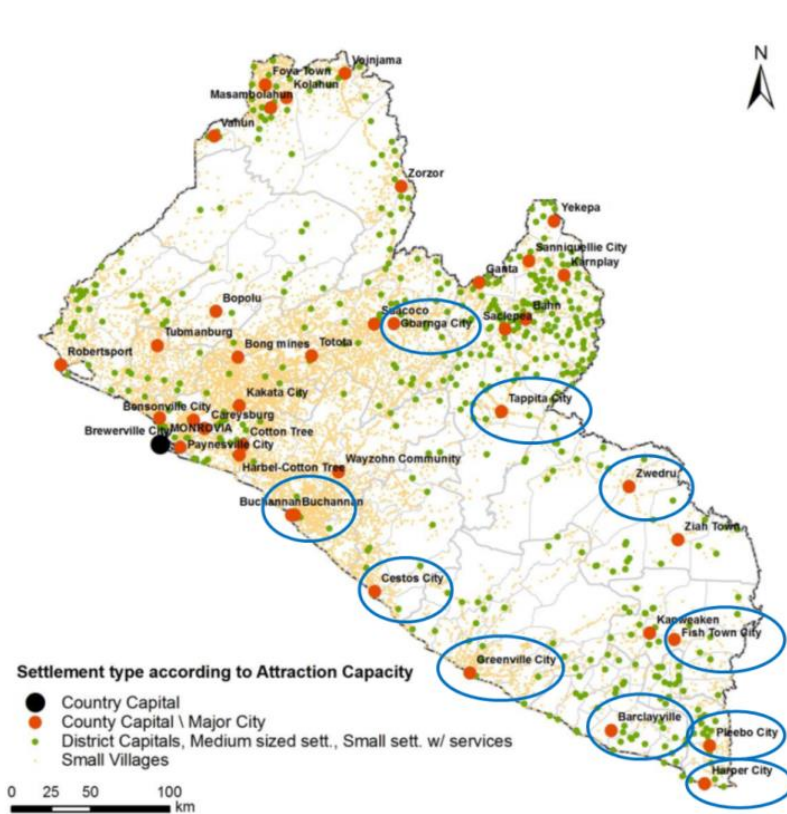 N
Voinjama
Foya Town
Kolahun
Masambolahun
Vahun
Zorzor
Yekepa
Sanniquellie City
Karnplay
Ganta
Bopolu
Bahn
Suacoco
Saclepea
Gbarnga City
Tubmanburg
Bong mines
Totota
Robertsport
Kakata City
Tappita City
Bensonville City
Careysburg
Brewerville City
MONROVIA
Cotton Tree
Paynesville City
Wayzohn Community
Harbel-Cotton Tree
Zwedru
Buchannan
Buchannan
Ziah Town
Cestos City
Kanweaken
Fish Town City
Greenville City
Barclayville
Pleebo City
Harper City
Settlement type according to Attraction Capacity
Country Capital
County Capital \ Major City
District Capitals, Medium sized sett., Small sett. w/ services
Small Villages
0 25 50 100
km